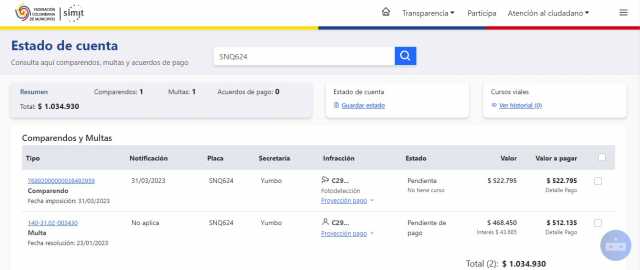 FEDERACIÓN COLOMBIANA DE MUNICIPIOS
simit
Transparencia
Participa
Atención al ciudadano
Estado de cuenta
Consulta aquí comparendos, multas y acuerdos de pago
SNQ624
Resumen
Comparendos: 1
Multas: 1
Acuerdos de pago: 0
Total: $ 1.034.930
Estado de cuenta
Guardar estado
Cursos viales
Ver historial (0)
Comparendos y Multas
Tipo Notificación Placa Secretaría Infracción Estado Valor Valor a pagar
31/03/2023 SNQ624 Yumbo C29... Pendiente $ 522.795 $ 522.795
Comparendo Fotodetección No tiene curso Detalle Pago
Fecha imposición: 31/03/2023 Proyección pago
140-31.02-003430 No aplica SNQ624 Yumbo C29... Pendiente de pago $ 468.450 $ 512.135
Multa Proyección pago Interés $ 43.685 Detalle Pago
Fecha resolución: 23/01/2023
Total (2): $ 1.034.930